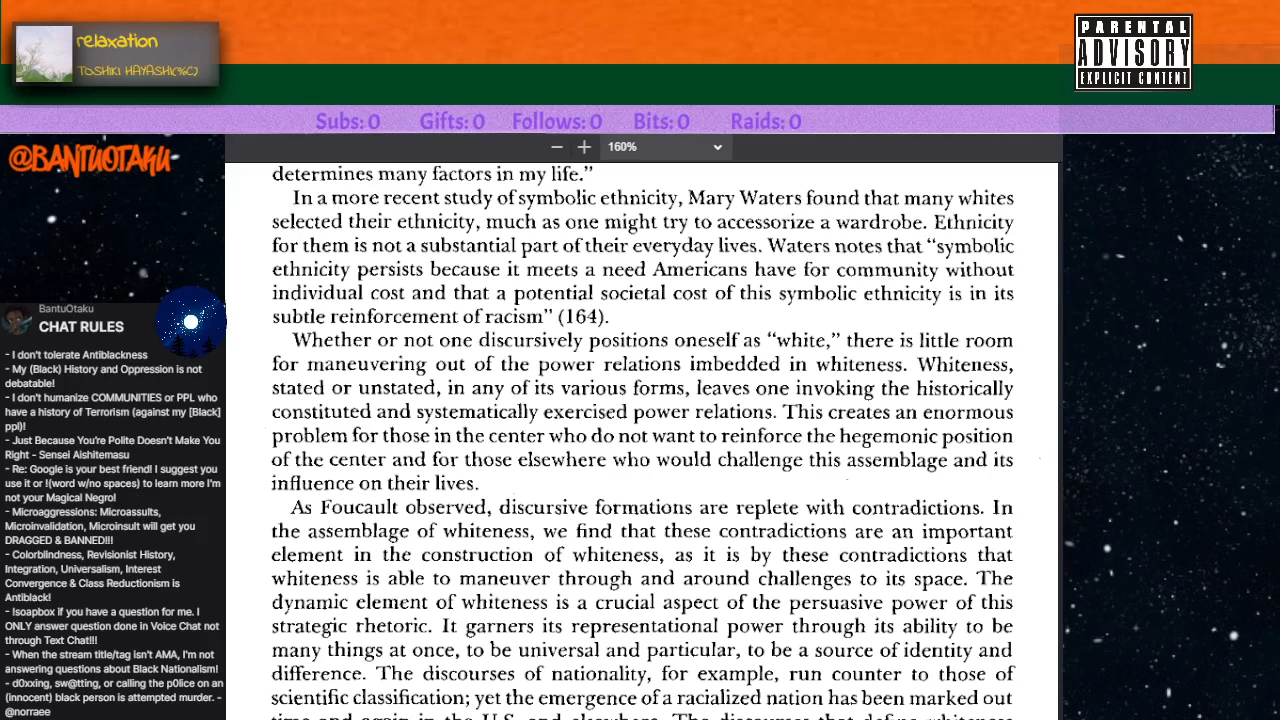 relaxation
TOSHIKI HAYASHI(%C)
PARENTAL
ADVISORY
EXPLICIT CONTENT
Subs: 0 Gifts: 0 Follows: 0 Bits: 0 Raids: 0
@BANTUOTAKU
160%
determines many factors in my life.”
In a more recent study of symbolic ethnicity, Mary Waters found that many whites
selected their ethnicity, much as one might try to accessorize a wardrobe. Ethnicity
for them is not a substantial part of their everyday lives. Waters notes that “symbolic
ethnicity persists because it meets a need Americans have for community without
individual cost and that a potential societal cost of this symbolic ethnicity is in its
subtle reinforcement of racism” (164).
Whether or not one discursively positions oneself as “white,” there is little room
for maneuvering out of the power relations imbedded in whiteness. Whiteness,
stated or unstated, in any of its various forms, leaves one invoking the historically
constituted and systematically exercised power relations. This creates an enormous
problem for those in the center who do not want to reinforce the hegemonic position
of the center and for those elsewhere who would challenge this assemblage and its
influence on their lives.
As Foucault observed, discursive formations are replete with contradictions. In
the assemblage of whiteness, we find that these contradictions are an important
element in the construction of whiteness, as it is by these contradictions that
whiteness is able to maneuver through and around challenges to its space. The
dynamic element of whiteness is a crucial aspect of the persuasive power of this
strategic rhetoric. It garners its representational power through its ability to be
many things at once, to be universal and particular, to be a source of identity and
difference. The discourses of nationality, for example, run counter to those of
scientific classification; yet the emergence of a racialized nation has been marked out
time and again in the U.S. and elsewhere. The discourses that define whiteness
BantuOtaku
CHAT RULES
- I don't tolerate Antiblackness
- My (Black) History and Oppression is not
debatable!
- I don't humanize COMMUNITIES or PPL who
have a history of Terrorism (against my [Black]
ppl)!
- Just Because You're Polite Doesn't Make You
Right - Sensei Aishitemasu
- Re: Google is your best friend! I suggest you
use it or !(word w/no spaces) to learn more I'm
not your Magical Negro!
- Microaggressions: Microassults,
Microinvalidation, Microinsult will get you
DRAGGED & BANNED!!!
- Colorblindness, Revisionist History,
Integration, Universalism, Interest
Convergence & Class Reductionism is
Antiblack!
- !soapbox if you have a question for me. I
ONLY answer question done in Voice Chat not
through Text Chat!!!
- When the stream title/tag isn't AMA, I'm not
answering questions about Black Nationalism!
- d0xxing, sw@tting, or calling the p0lice on an
(innocent) black person is attempted murder. -
@norraee